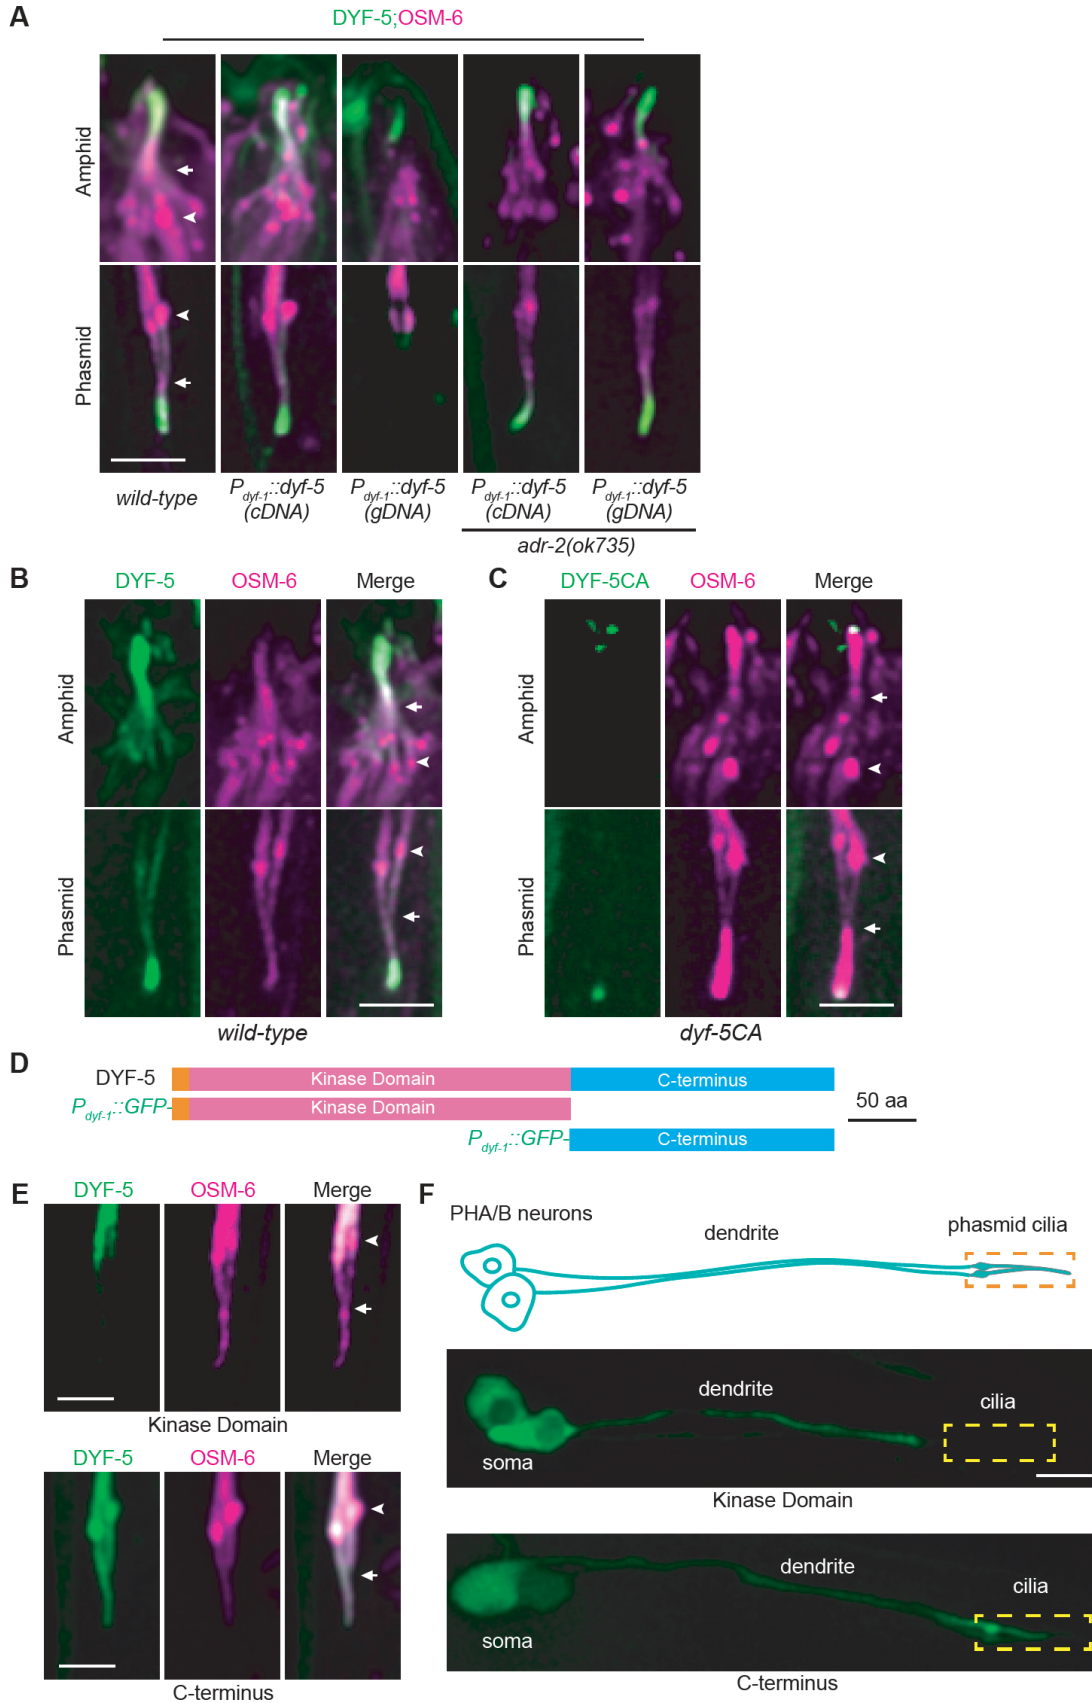 A
DYF-5;OSM-6
Amphid
Phasmid
wild-type
Pdyf-1::dyf-5 (cDNA)
Pdyf-1::dyf-5 (gDNA)
Pdyf-1::dyf-5 (cDNA)
Pdyf-1::dyf-5 (gDNA)
adr-2(ok735)
B
DYF-5 OSM-6 Merge
Amphid
Phasmid
wild-type
C
DYF-5CA OSM-6 Merge
Amphid
Phasmid
dyf-5CA
D
DYF-5 Kinase Domain C-terminus
Pdyf-1::GFP- Kinase Domain
50 aa
Pdyf-1::GFP- C-terminus
E
DYF-5 OSM-6 Merge
Kinase Domain
DYF-5 OSM-6 Merge
C-terminus
F
PHA/B neurons
dendrite
phasmid cilia
dendrite
cilia
soma
Kinase Domain
dendrite
cilia
soma
C-terminus